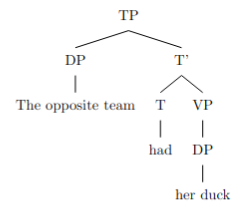 TP
DP T'
The opposite team T VP
had DP
her duck